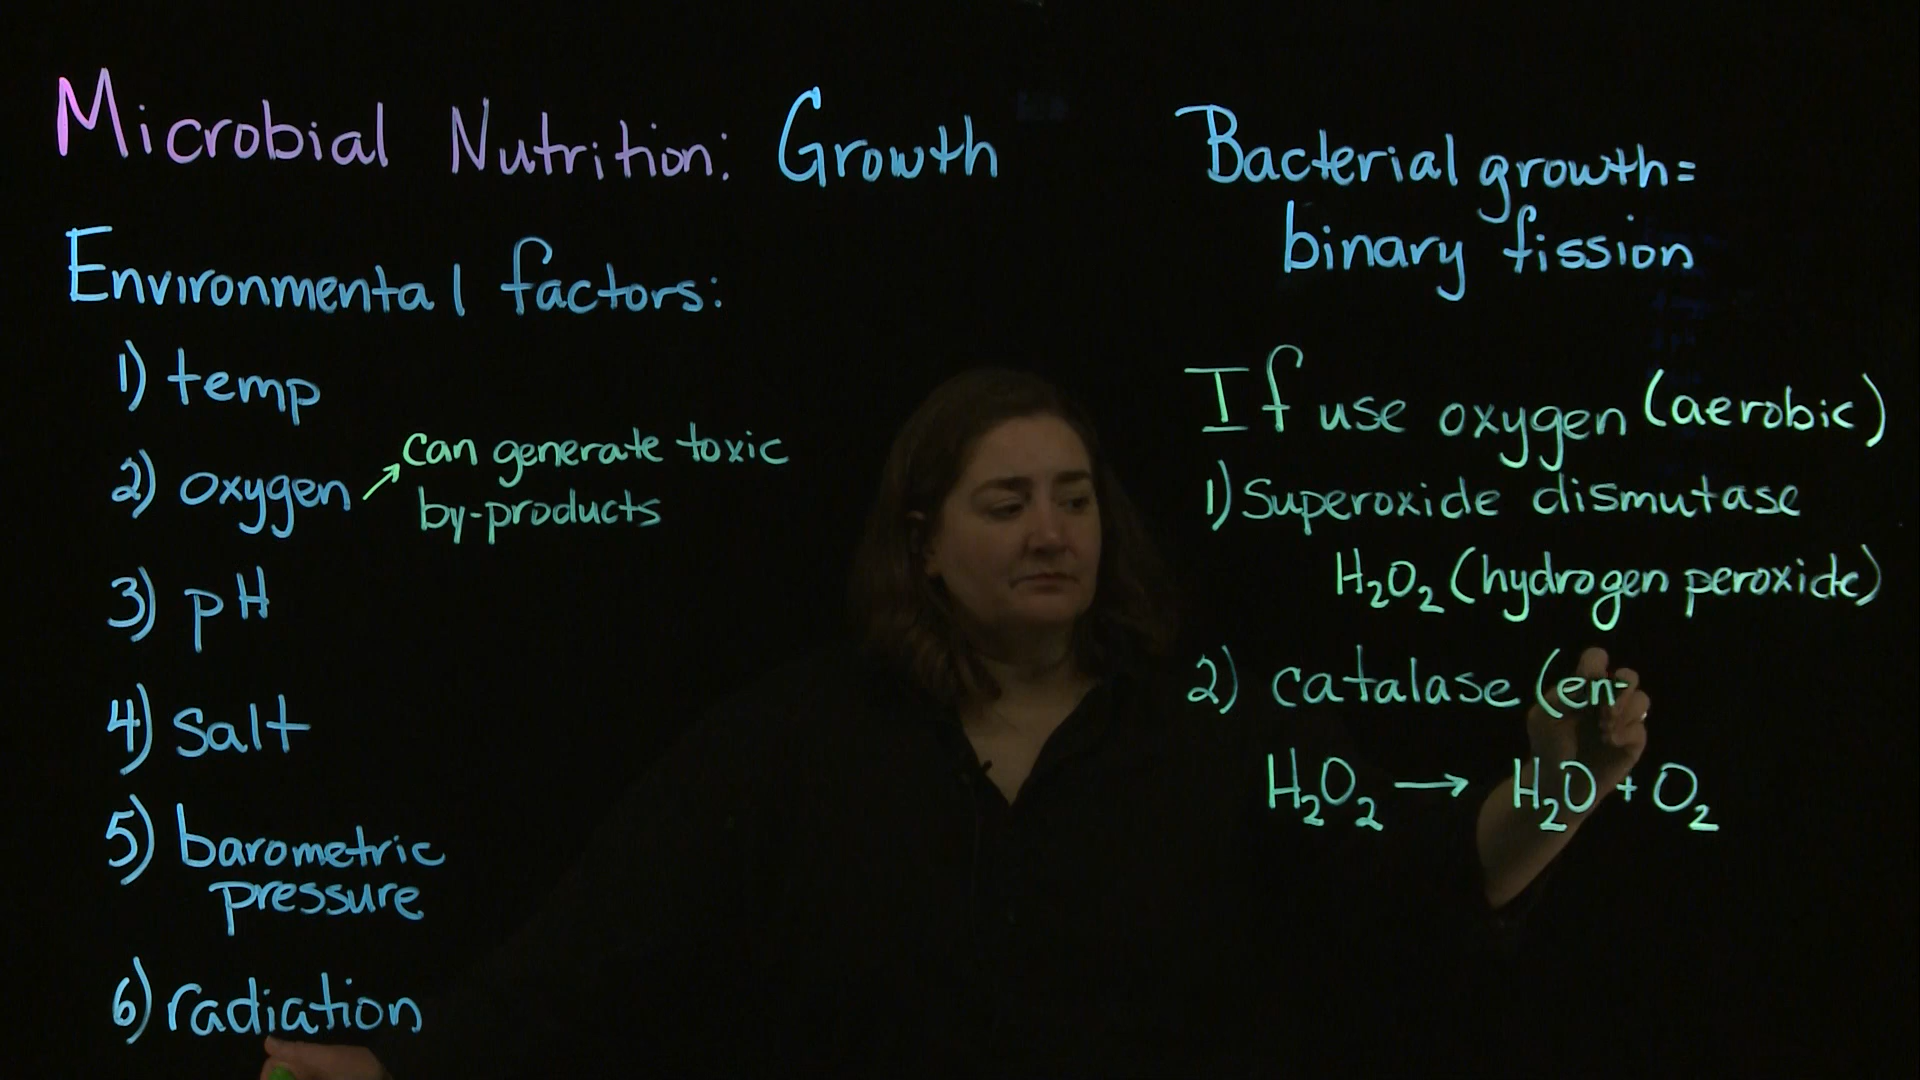 Microbial Nutrition: Growth
Environmental factors:
1) temp
2) oxygen
can generate toxic
by-products
3) pH
4) salt
5) barometric
pressure
6) radiation
Bacterial growth =
binary fission
If use oxygen (aerobic)
1) Superoxide dismutase
H₂O₂ (hydrogen peroxide)
2) catalase (en-
H₂O₂ → H₂O + O₂